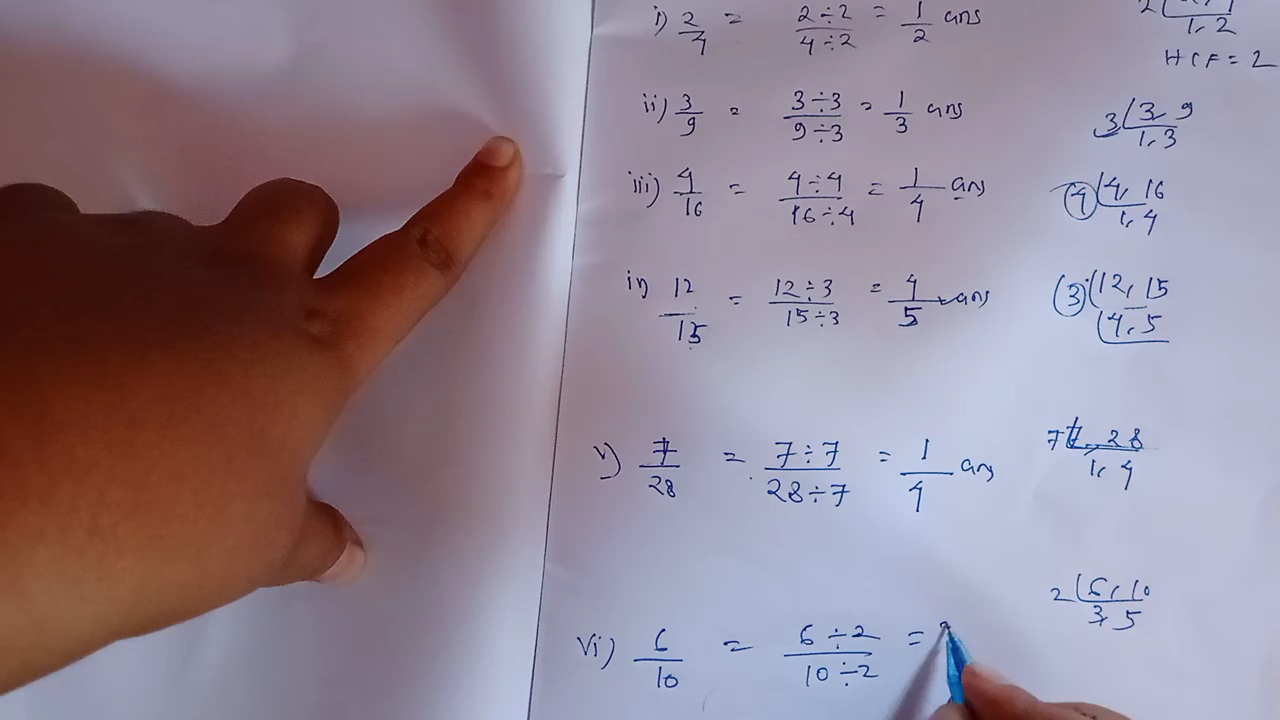 i) 2/4 = 2÷2/4÷2 = 1/2 ans
1, 2
HCF = 2
ii) 3/9 = 3÷3/9÷3 = 1/3 ans
3 3, 9
1, 3
iii) 4/16 = 4÷4/16÷4 = 1/4 ans
4 4, 16
1, 4
iv) 12/15 = 12÷3/15÷3 = 4/5 ans
3 12, 15
4, 5
v) 7/28 = 7÷7/28÷7 = 1/4 ans
7 7, 28
1, 4
vi) 6/10 = 6÷2/10÷2 =
2 6, 10
3, 5